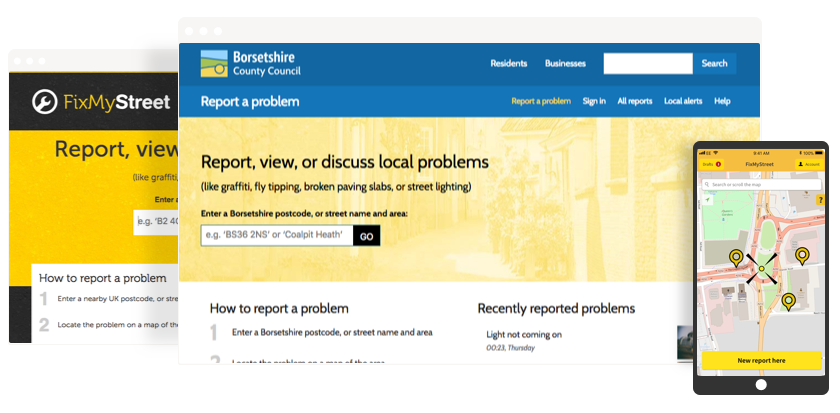 FixMyStreet
Report, view
(like graffiti, f
Enter a
e.g. ‘B2 40
How to report a problem
1 Enter a nearby UK postcode, or stre
2 Locate the problem on a map of the
Borsetshire
County Council
Residents Businesses Search
Report a problem
Report a problem Sign in All reports Local alerts Help
Report, view, or discuss local problems
(like graffiti, fly tipping, broken paving slabs, or street lighting)
Enter a Borsetshire postcode, or street name and area:
e.g. ‘BS36 2NS’ or ‘Coalpit Heath’ GO
How to report a problem
1 Enter a Borsetshire postcode, or street name and area
2 Locate the problem on a map of the area
Recently reported problems
Light not coming on
00:23, Thursday
EE 9:41 AM 100%
Drafts FixMyStreet Account
Search or scroll the map
?
New report here